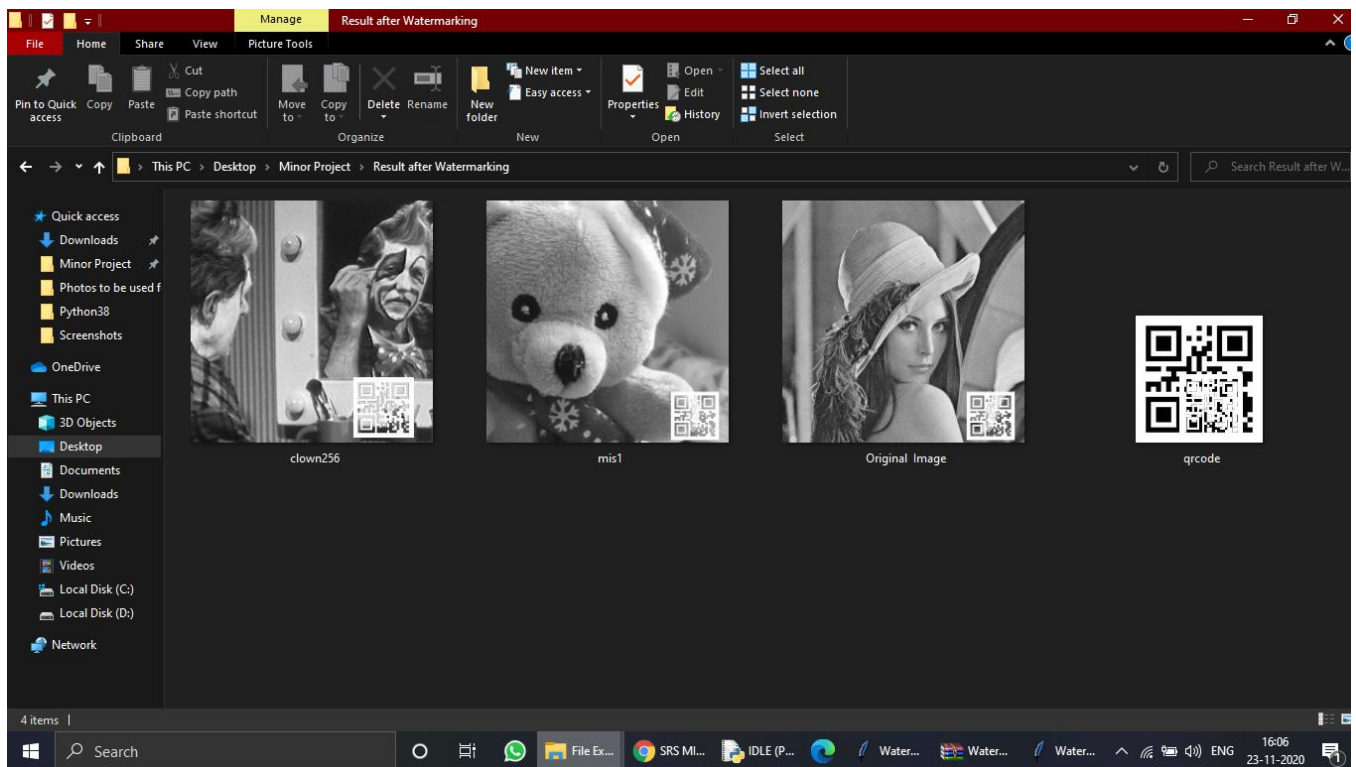 Manage Result after Watermarking
File Home Share View Picture Tools
Pin to Quick access
Copy
Paste
Cut
Copy path
Paste shortcut
Clipboard
Move to
Copy to
Delete
Rename
Organize
New folder
New item
Easy access
New
Properties
Open
Edit
History
Open
Select all
Select none
Invert selection
Select
This PC > Desktop > Minor Project > Result after Watermarking
Search Result after W...
Quick access
Downloads
Minor Project
Photos to be used f
Python38
Screenshots
OneDrive
This PC
3D Objects
Desktop
Documents
Downloads
Music
Pictures
Videos
Local Disk (C:)
Local Disk (D:)
Network
clown256
mis1
Original Image
qrcode
4 items
Search
File Ex...
SRS MI...
IDLE (P...
Water...
Water...
Water...
ENG
16:06
23-11-2020
1